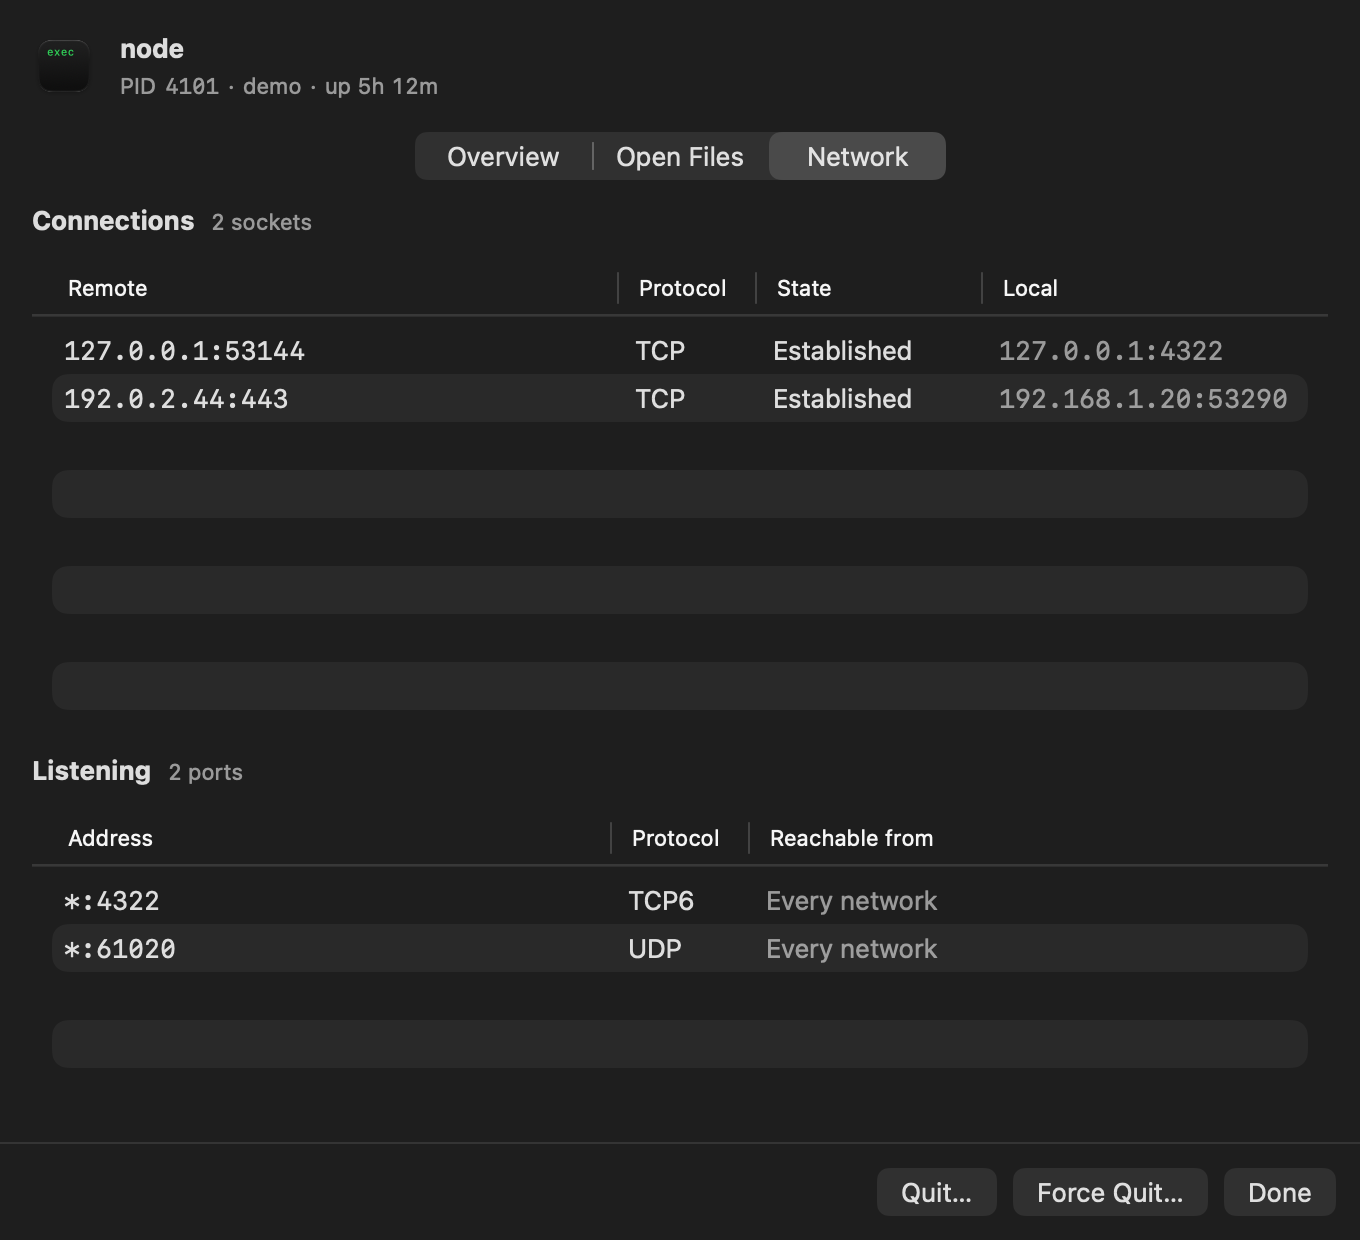 exec
node
PID 4101 · demo · up 5h 12m
Overview Open Files Network
Connections 2 sockets
Remote Protocol State Local
127.0.0.1:53144 TCP Established 127.0.0.1:4322
192.0.2.44:443 TCP Established 192.168.1.20:53290
Listening 2 ports
Address Protocol Reachable from
*:4322 TCP6 Every network
*:61020 UDP Every network
Quit... Force Quit... Done